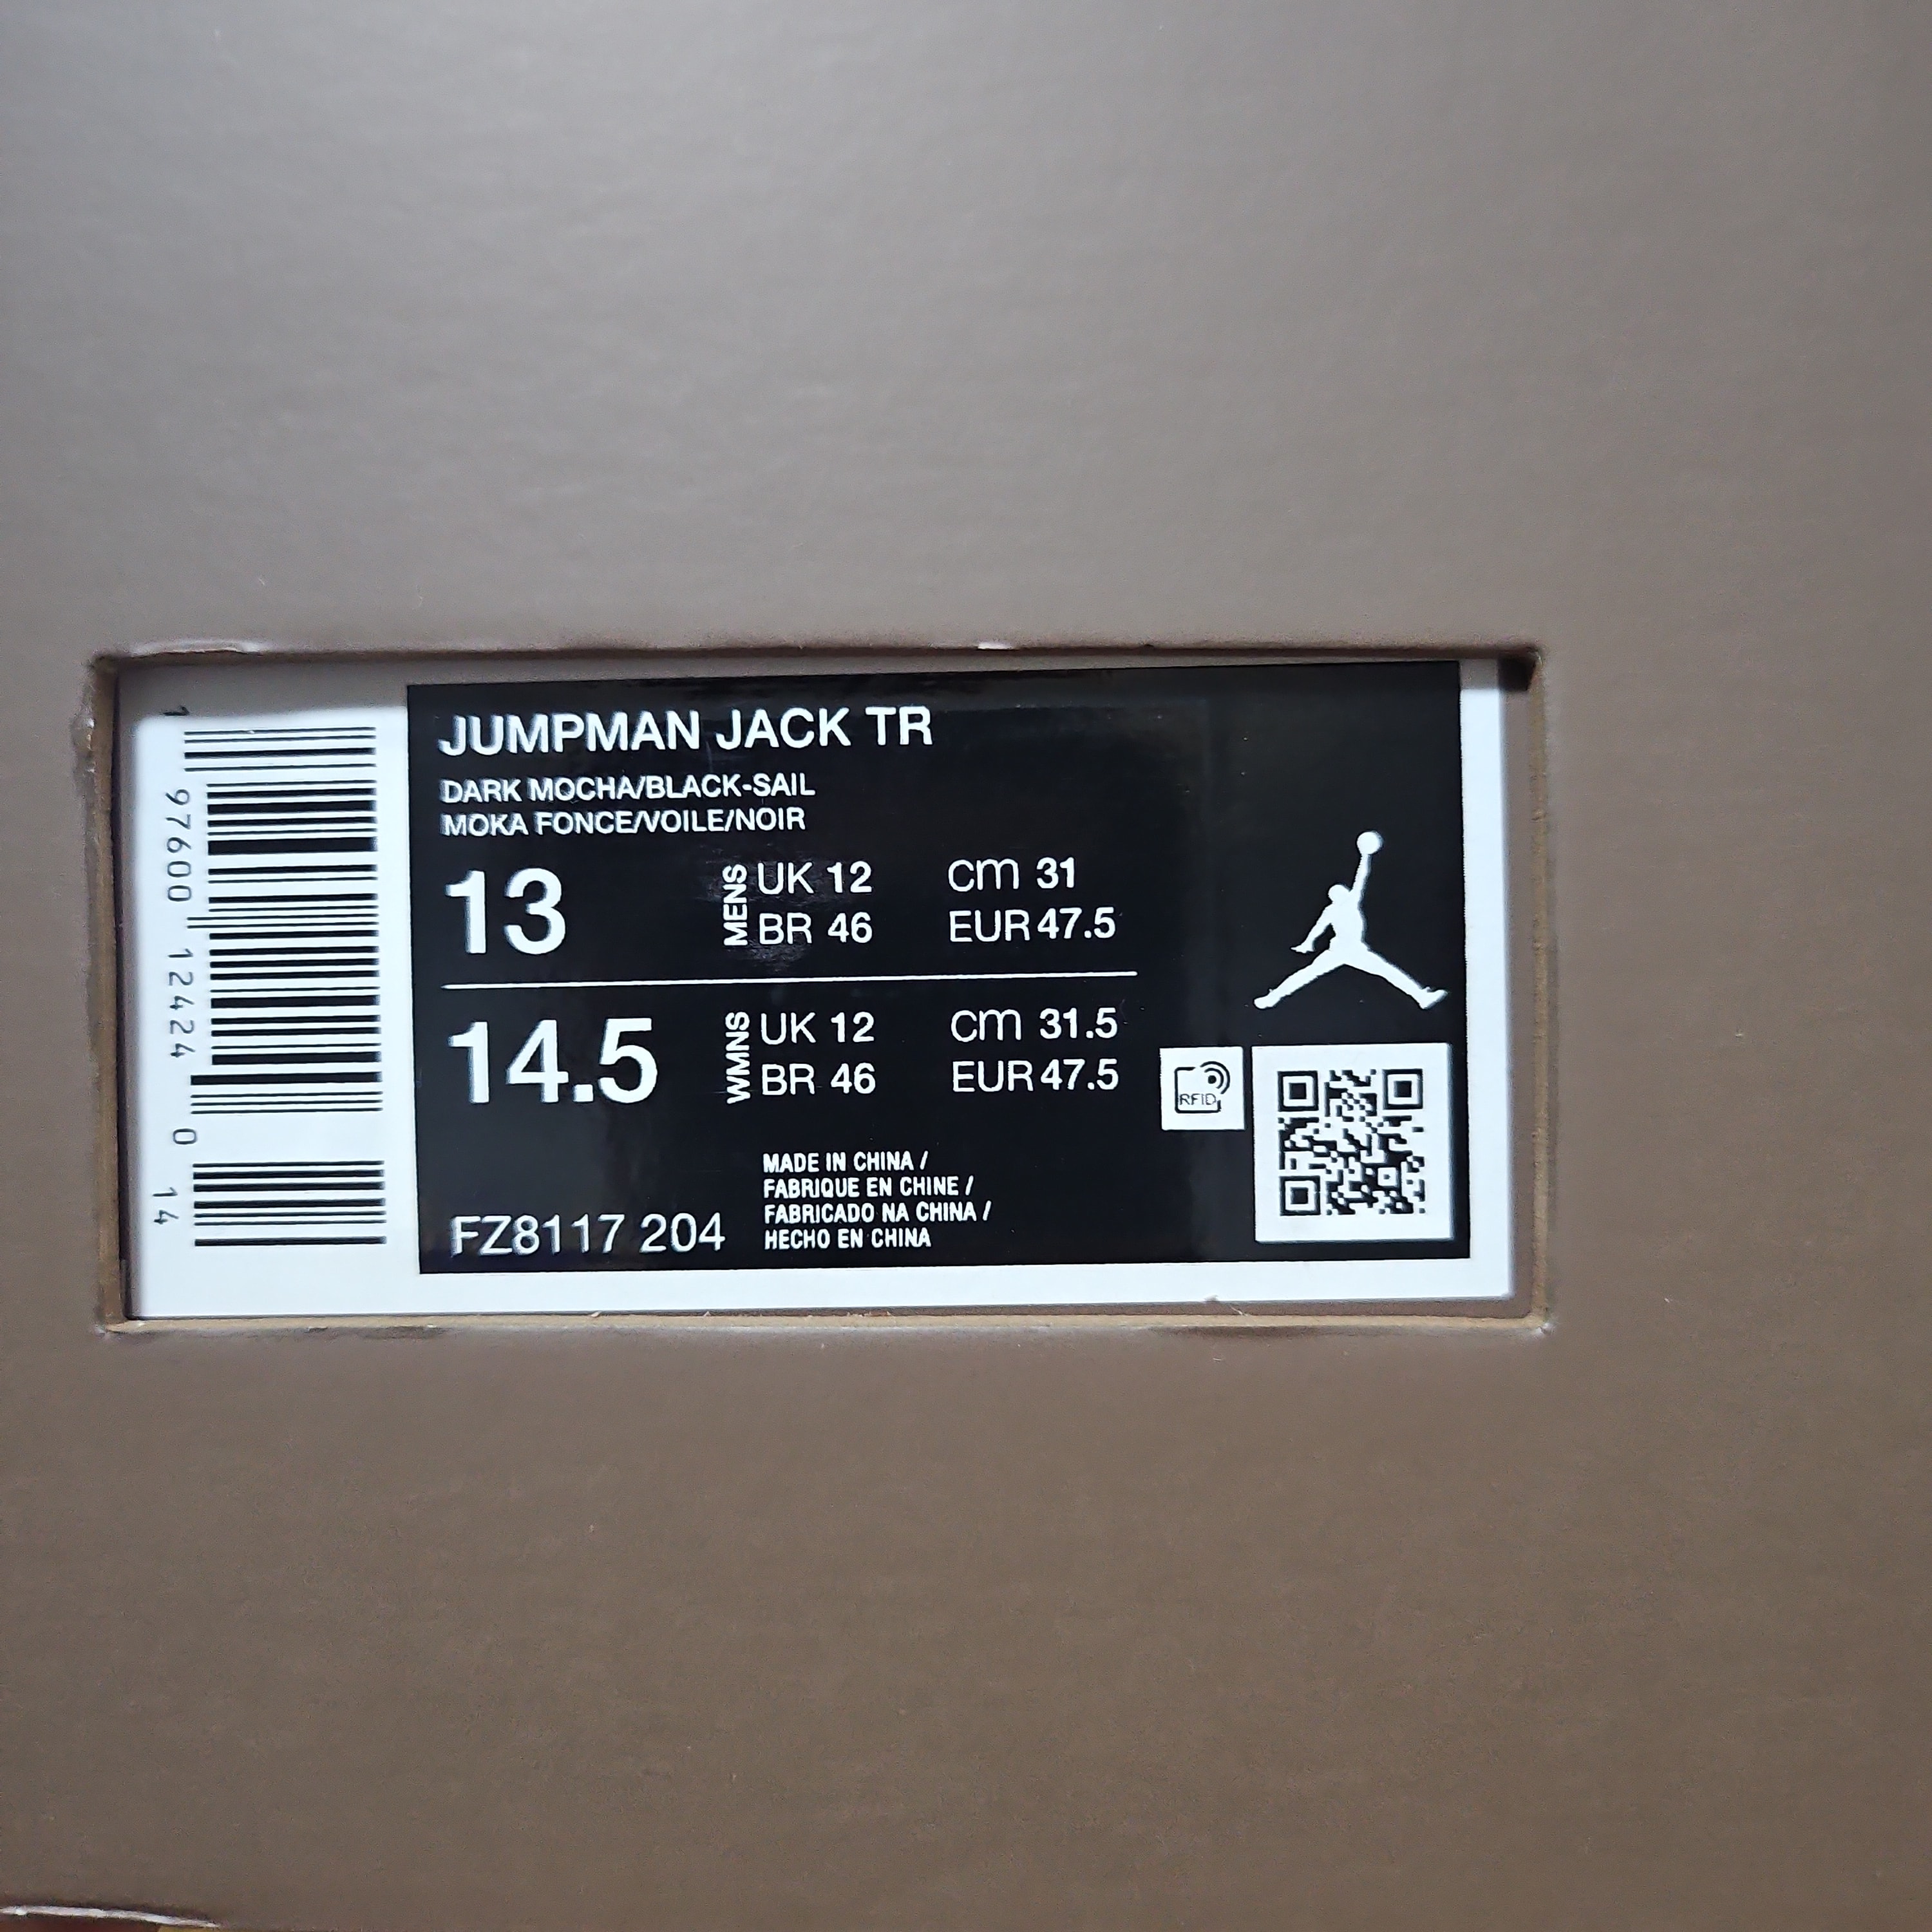 1 97600 12424 0 14
JUMPMAN JACK TR
DARK MOCHA/BLACK-SAIL
MOKA FONCE/VOILE/NOIR
13 MENS UK 12 cm 31
BR 46 EUR 47.5
14.5 WMNS UK 12 cm 31.5
BR 46 EUR 47.5
RFID
MADE IN CHINA /
FABRIQUE EN CHINE /
FABRICADO NA CHINA /
HECHO EN CHINA
FZ8117 204